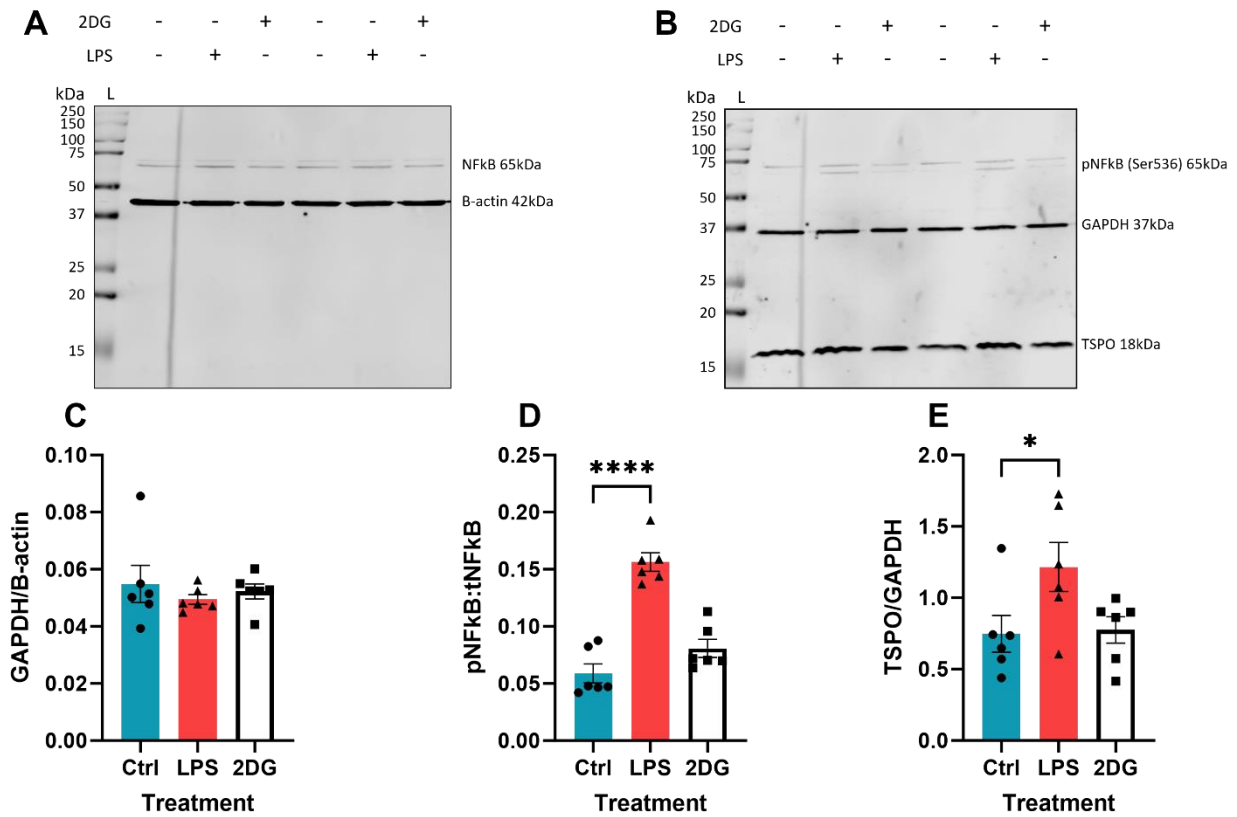 A
2DG - - + - - +
LPS - + - - + -
kDa L
250
150
100
75
50
37
25
20
15
NFkB 65kDa
B-actin 42kDa
B
2DG - - + - - +
LPS - + - - + -
kDa L
250
150
100
75
50
37
25
20
15
pNFkB (Ser536) 65kDa
GAPDH 37kDa
TSPO 18kDa
C
GAPDH/B-actin
0.10
0.08
0.06
0.04
0.02
0.00
Ctrl LPS 2DG
Treatment
D
pNFkB:tNFkB
0.25
0.20
0.15
0.10
0.05
0.00
****
Ctrl LPS 2DG
Treatment
E
TSPO/GAPDH
2.0
1.5
1.0
0.5
0.0
*
Ctrl LPS 2DG
Treatment